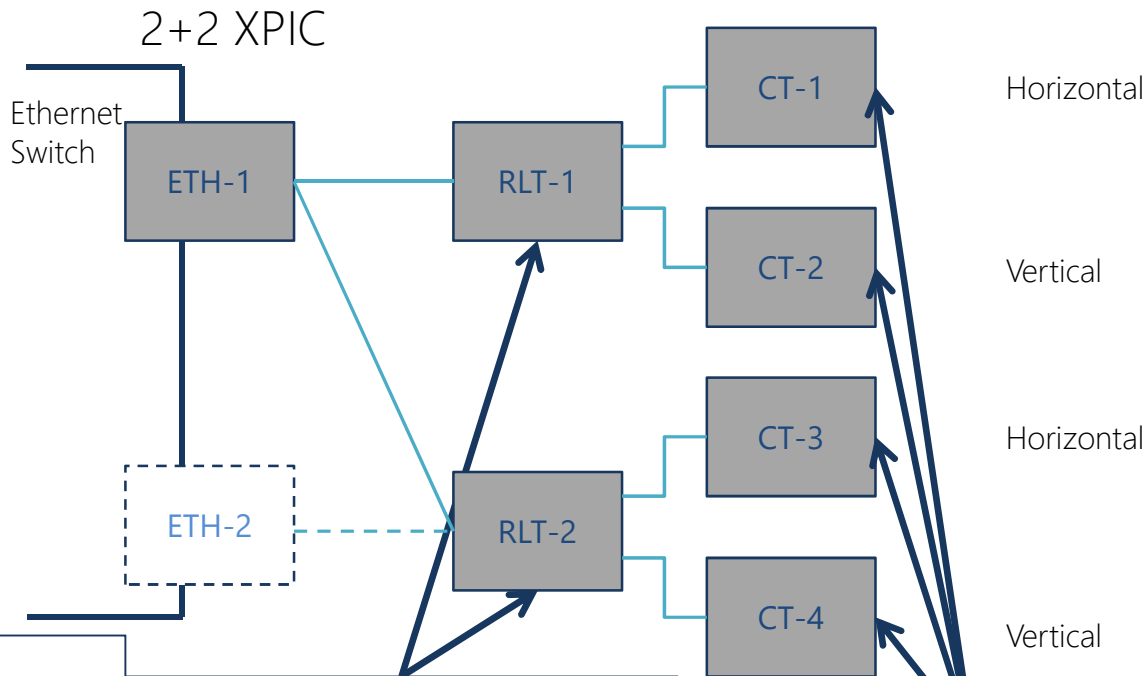 2+2 XPIC
Ethernet
Switch
ETH-1
RLT-1
CT-1
Horizontal
CT-2
Vertical
ETH-2
RLT-2
CT-3
Horizontal
CT-4
Vertical